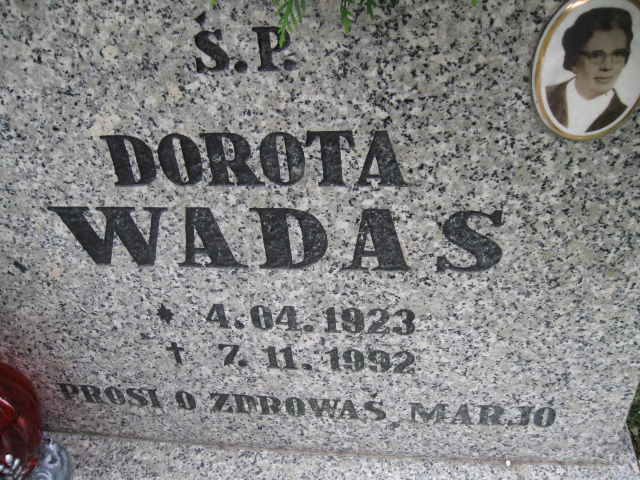 Ś.P.
DOROTA
WADAS
* 4.04.1923
† 7.11.1992
PROSI O ZDROWAŚ MARJO